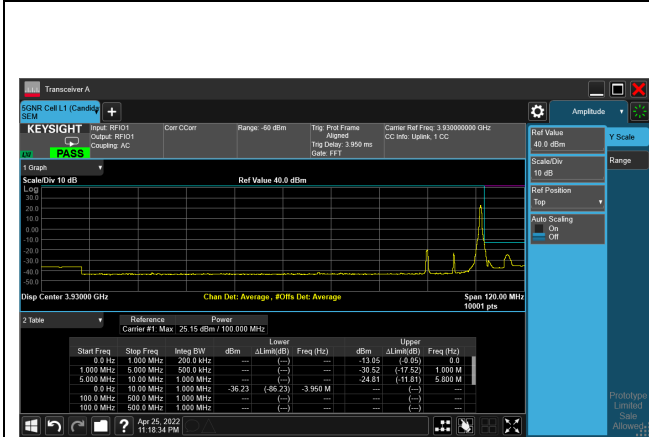 Transceiver A
5GNR Cell L1 (Candida
SEM
Amplitude
KEYSIGHT
Input: RFIO1
Output: RFIO1
Coupling: AC
Corr CCorr
Range: -60 dBm
Trig: Prot Frame
Aligned
Trig Delay: 3.950 ms
Gate: FFT
Carrier Ref Freq: 3.930000000 GHz
CC Info: Uplink, 1 CC
LXI
PASS
Ref Value
40.0 dBm
Y Scale
Scale/Div
10 dB
Range
Ref Position
Top
Auto Scaling
On
Off
1 Graph
Scale/Div 10 dB
Ref Value 40.0 dBm
Log
30.0
20.0
10.0
0.00
-10.0
-20.0
-30.0
-40.0
-50.0
Disp Center 3.93000 GHz
Chan Det: Average , #Offs Det: Average
Span 120.00 MHz
10001 pts
2 Table
Reference Power
Carrier #1: Max 25.15 dBm / 100.000 MHz
Lower Upper
Start Freq Stop Freq Integ BW dBm ΔLimit(dB) Freq (Hz) dBm ΔLimit(dB) Freq (Hz)
0.0 Hz 1.000 MHz 200.0 kHz --- (---) --- -13.05 (-0.05) 0.0
1.000 MHz 5.000 MHz 500.0 kHz --- (---) --- -30.52 (-17.52) 1.000 M
5.000 MHz 10.00 MHz 1.000 MHz --- (---) --- -24.81 (-11.81) 5.800 M
0.0 Hz 10.00 MHz 1.000 MHz -36.23 (-86.23) -3.950 M --- (---) ---
100.0 MHz 500.0 MHz 1.000 MHz --- (---) --- --- (---) ---
100.0 MHz 500.0 MHz 1.000 MHz --- (---) --- --- (---) ---
Prototype
Limited
Sale
Allowed
Apr 25, 2022
11:18:34 PM